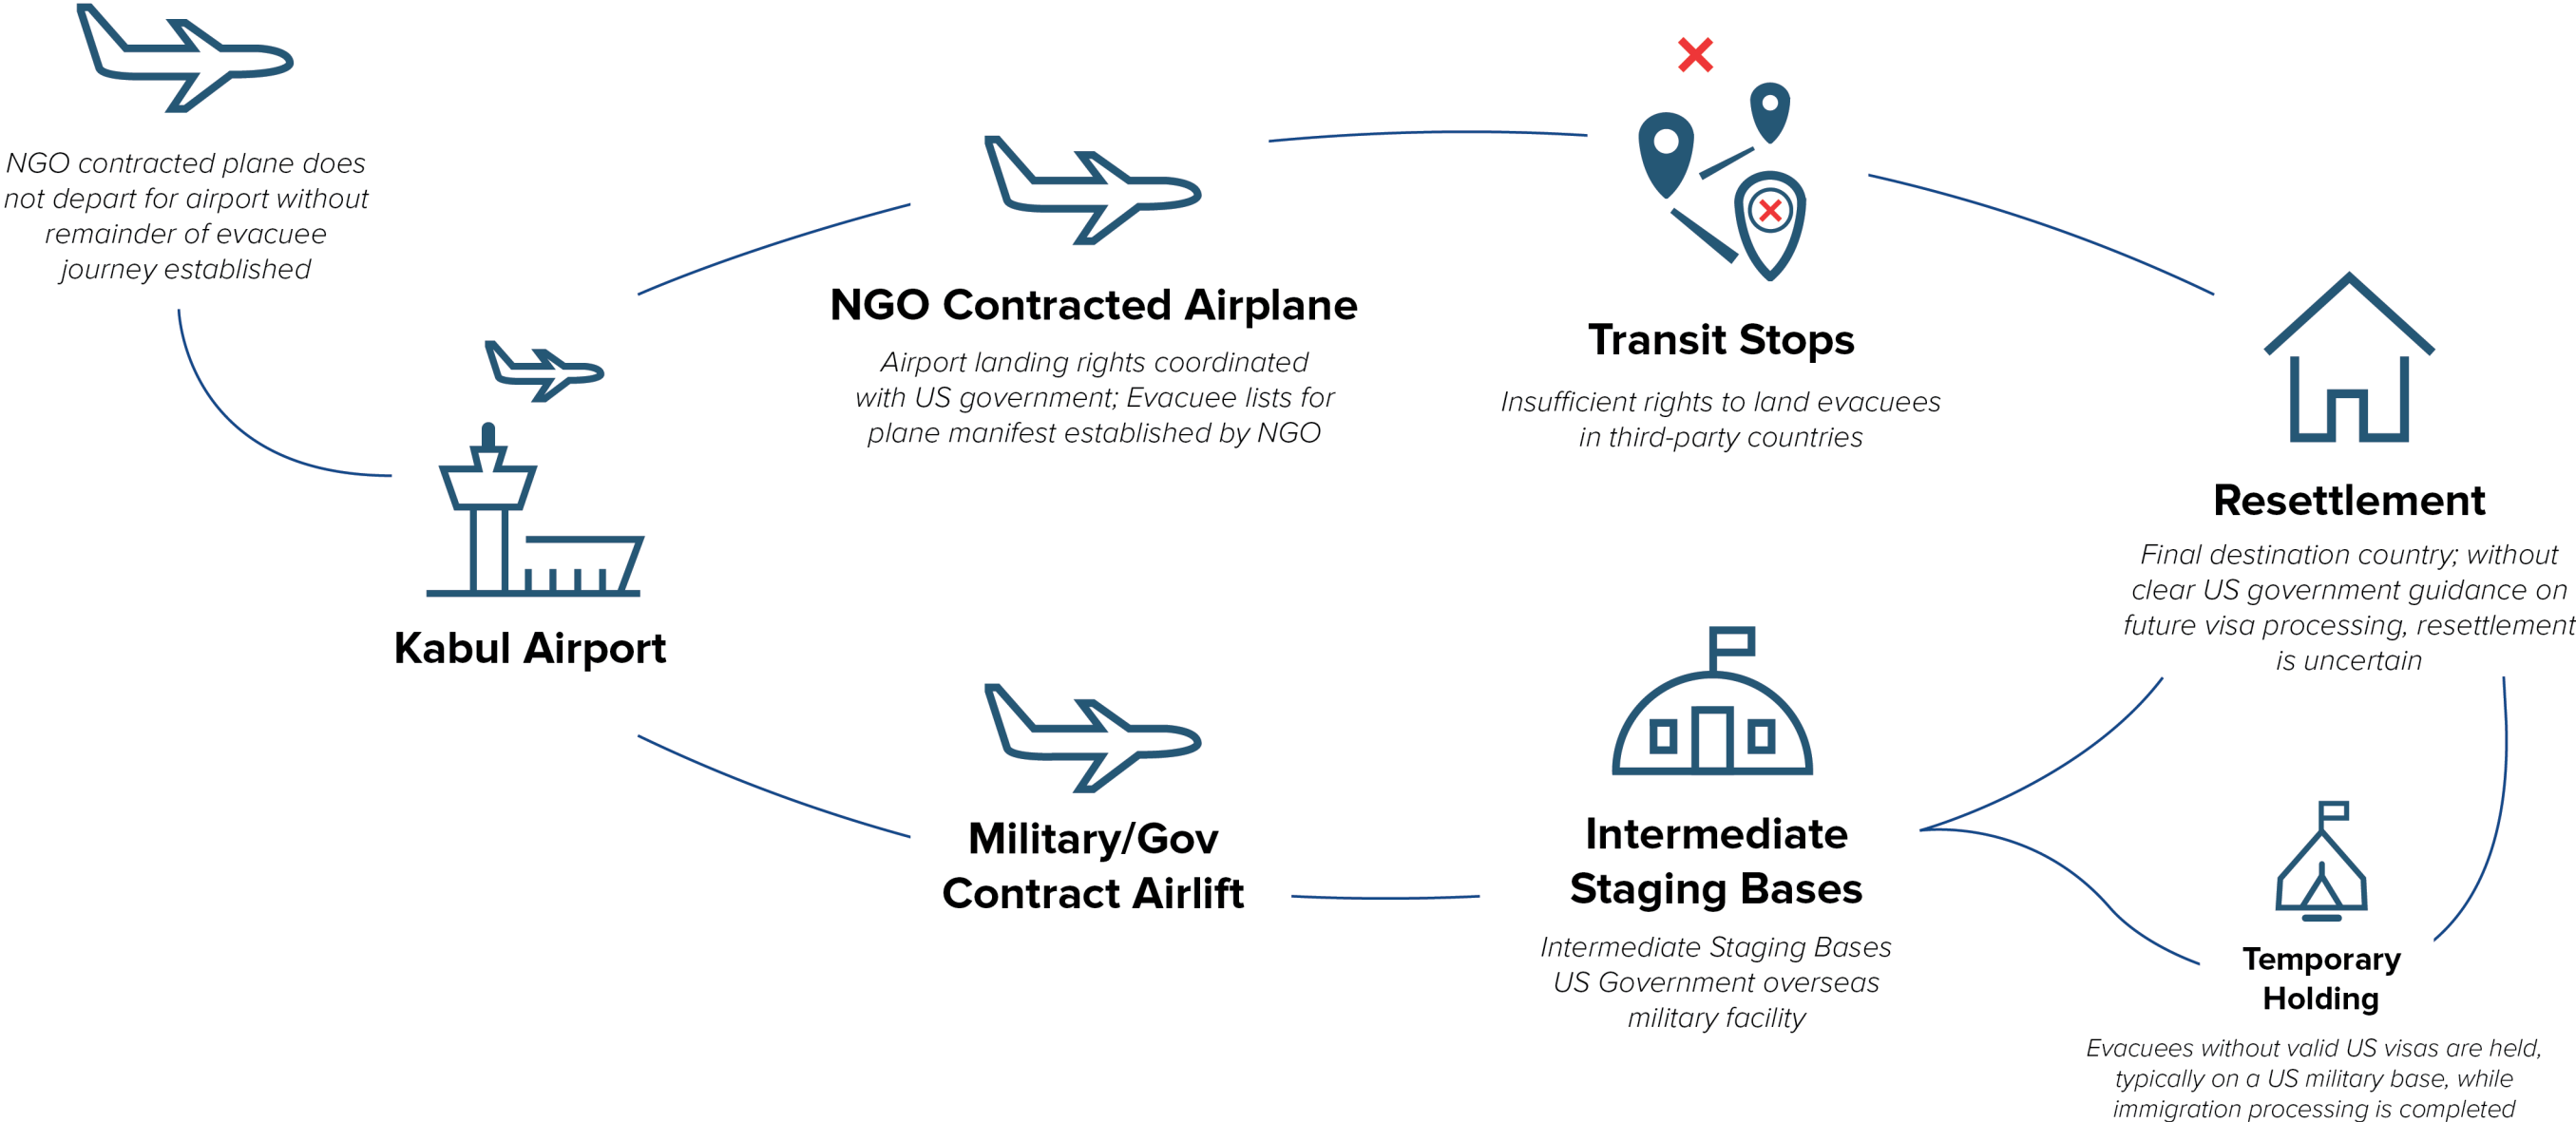 NGO contracted plane does
not depart for airport without
remainder of evacuee
journey established
Kabul Airport
NGO Contracted Airplane
Airport landing rights coordinated
with US government; Evacuee lists for
plane manifest established by NGO
Transit Stops
Insufficient rights to land evacuees
in third-party countries
Resettlement
Final destination country; without
clear US government guidance on
future visa processing, resettlement
is uncertain
Military/Gov
Contract Airlift
Intermediate
Staging Bases
Intermediate Staging Bases
US Government overseas
military facility
Temporary
Holding
Evacuees without valid US visas are held,
typically on a US military base, while
immigration processing is completed